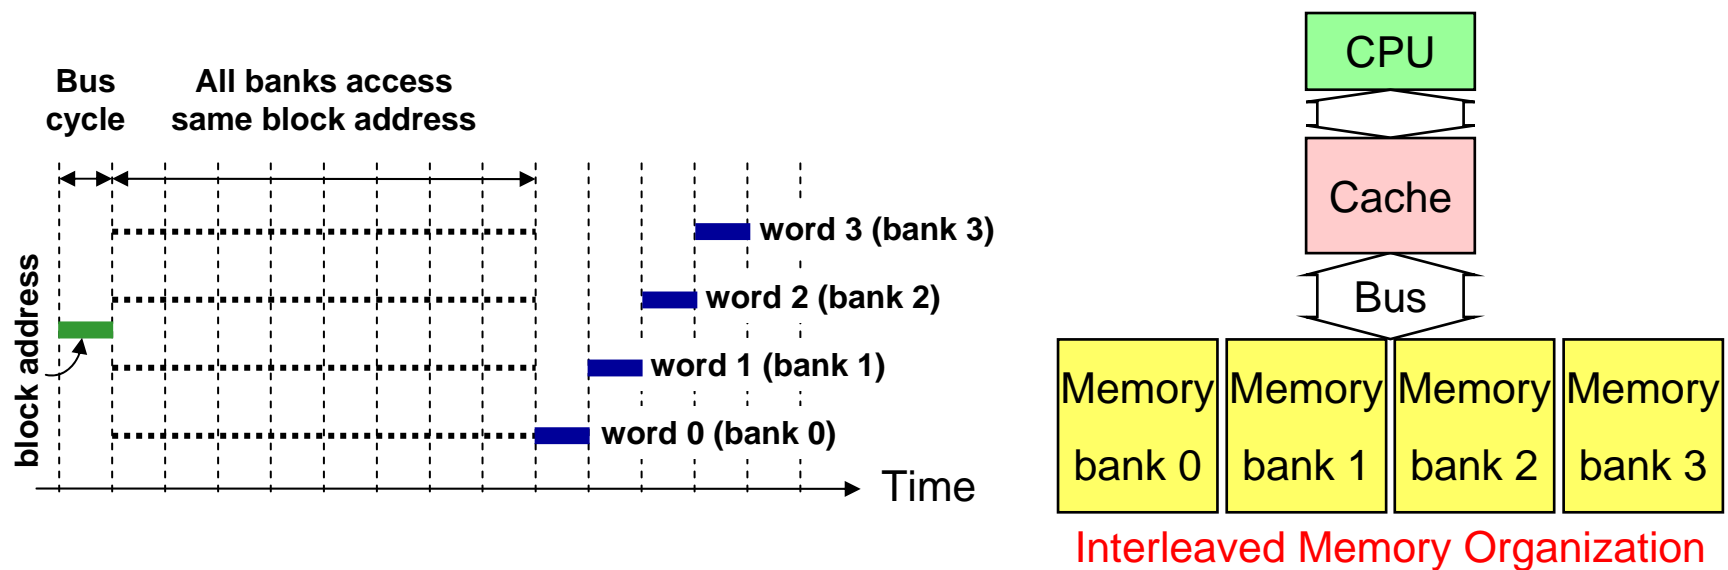 Bus
cycle
All banks access
same block address
block address
word 3 (bank 3)
word 2 (bank 2)
word 1 (bank 1)
word 0 (bank 0)
Time
CPU
Cache
Bus
Memory
bank 0
Memory
bank 1
Memory
bank 2
Memory
bank 3
Interleaved Memory Organization